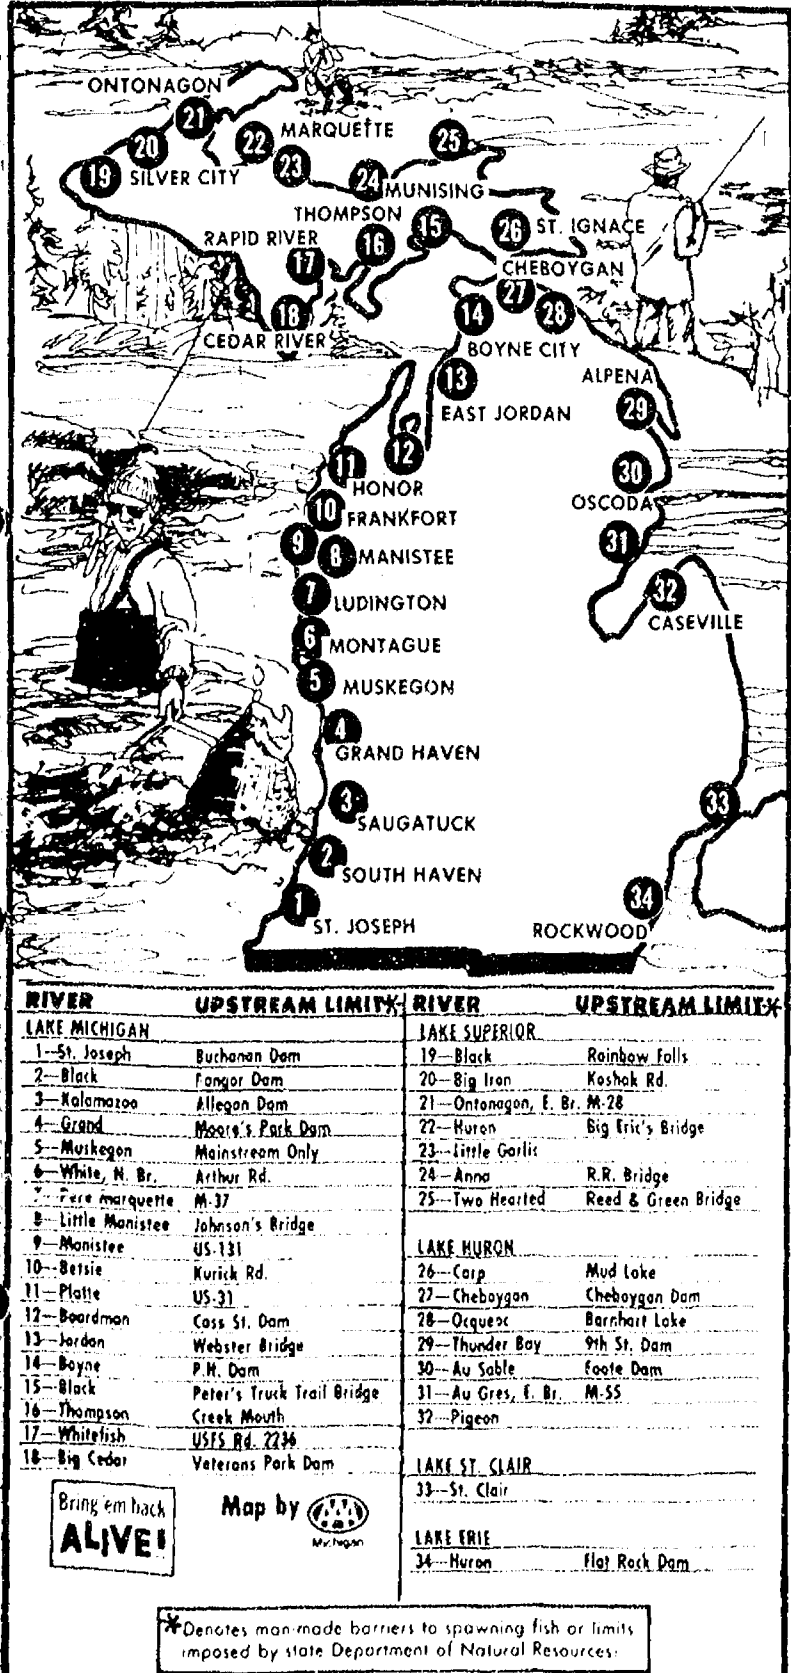 ONTONAGON
21
MARQUETTE
20
22
25
19
SILVER CITY
23
24
MUNISING
THOMPSON
15
26
ST. IGNACE
RAPID RIVER
16
17
CHEBOYGAN
27
18
14
28
CEDAR RIVER
BOYNE CITY
13
ALPENA
EAST JORDAN
29
12
11
30
HONOR
10
FRANKFORT
OSCODA
9
8
MANISTEE
31
7
LUDINGTON
32
CASEVILLE
6
MONTAGUE
5
MUSKEGON
4
GRAND HAVEN
3
SAUGATUCK
33
2
SOUTH HAVEN
1
ST. JOSEPH
34
ROCKWOOD
RIVER UPSTREAM LIMIT*
LAKE MICHIGAN
1—St. Joseph Buchanan Dam
2—Black Bangor Dam
3—Kalamazoo Allegan Dam
4—Grand Moore's Park Dam
5—Muskegon Mainstream Only
6—White, N. Br. Arthur Rd.
7—Pere Marquette M-37
8—Little Manistee Johnson's Bridge
9—Manistee US-131
10—Betsie Kurick Rd.
11—Platte US-31
12—Boardman Cass St. Dam
13—Jordan Webster Bridge
14—Boyne P.H. Dam
15—Black Peter's Truck Trail Bridge
16—Thompson Creek Mouth
17—Whitefish USFS Rd. 2236
18—Big Cedar Veterans Park Dam
RIVER UPSTREAM LIMIT*
LAKE SUPERIOR
19—Black Rainbow Falls
20—Big Iron Koshak Rd.
21—Ontonagon, E. Br. M-28
22—Huron Big Eric's Bridge
23—Little Garlic
24—Anna R.R. Bridge
25—Two Hearted Reed & Green Bridge
LAKE HURON
26—Carp Mud Lake
27—Cheboygan Cheboygan Dam
28—Ocqueoc Barnhart Lake
29—Thunder Bay 9th St. Dam
30—Au Sable Foote Dam
31—Au Gres, E. Br. M-55
32—Pigeon
LAKE ST. CLAIR
33—St. Clair
LAKE ERIE
34—Huron Flat Rock Dam
Bring 'em back
ALIVE!
Map by
Michigan
*Denotes man-made barriers to spawning fish or limits
imposed by state Department of Natural Resources.